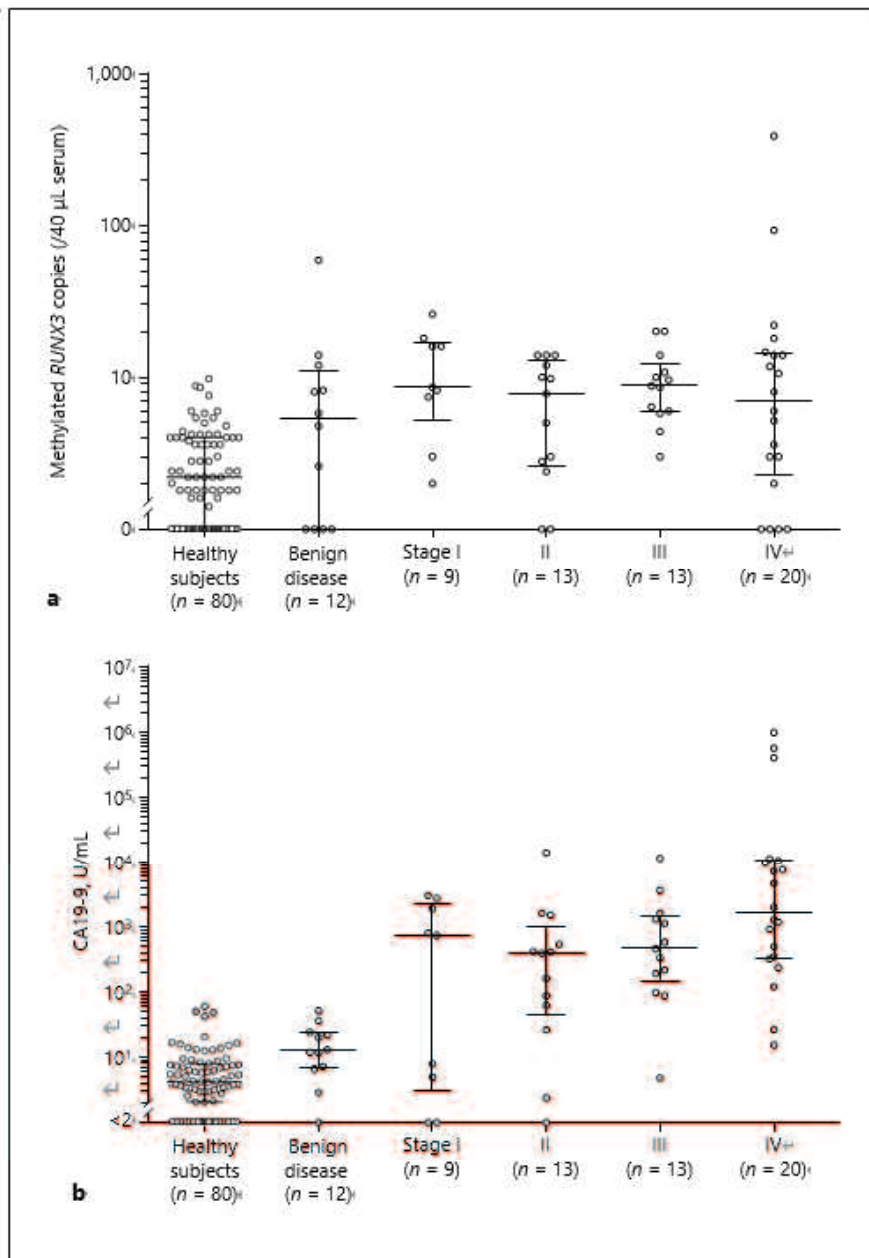 1,000
100
10
0
Methylated RUNX3 copies (/40 µL serum)
Healthy subjects (n = 80)
Benign disease (n = 12)
Stage I (n = 9)
II (n = 13)
III (n = 13)
IV↵ (n = 20)
a
10⁷
↵
10⁶
↵
10⁵
↵
10⁴
↵
10³
↵
10²
↵
10¹
↵
<2
CA19-9, U/mL
Healthy subjects (n = 80)
Benign disease (n = 12)
Stage I (n = 9)
II (n = 13)
III (n = 13)
IV↵ (n = 20)
b